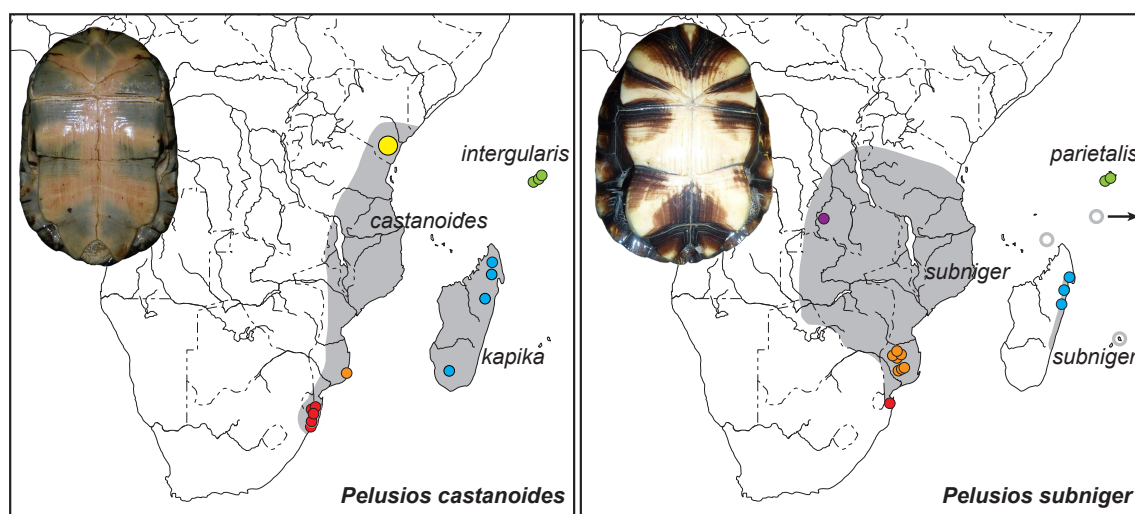 intergularis
castanoides
kapika
Pelusios castanoides
parietalis
subniger
subniger
Pelusios subniger